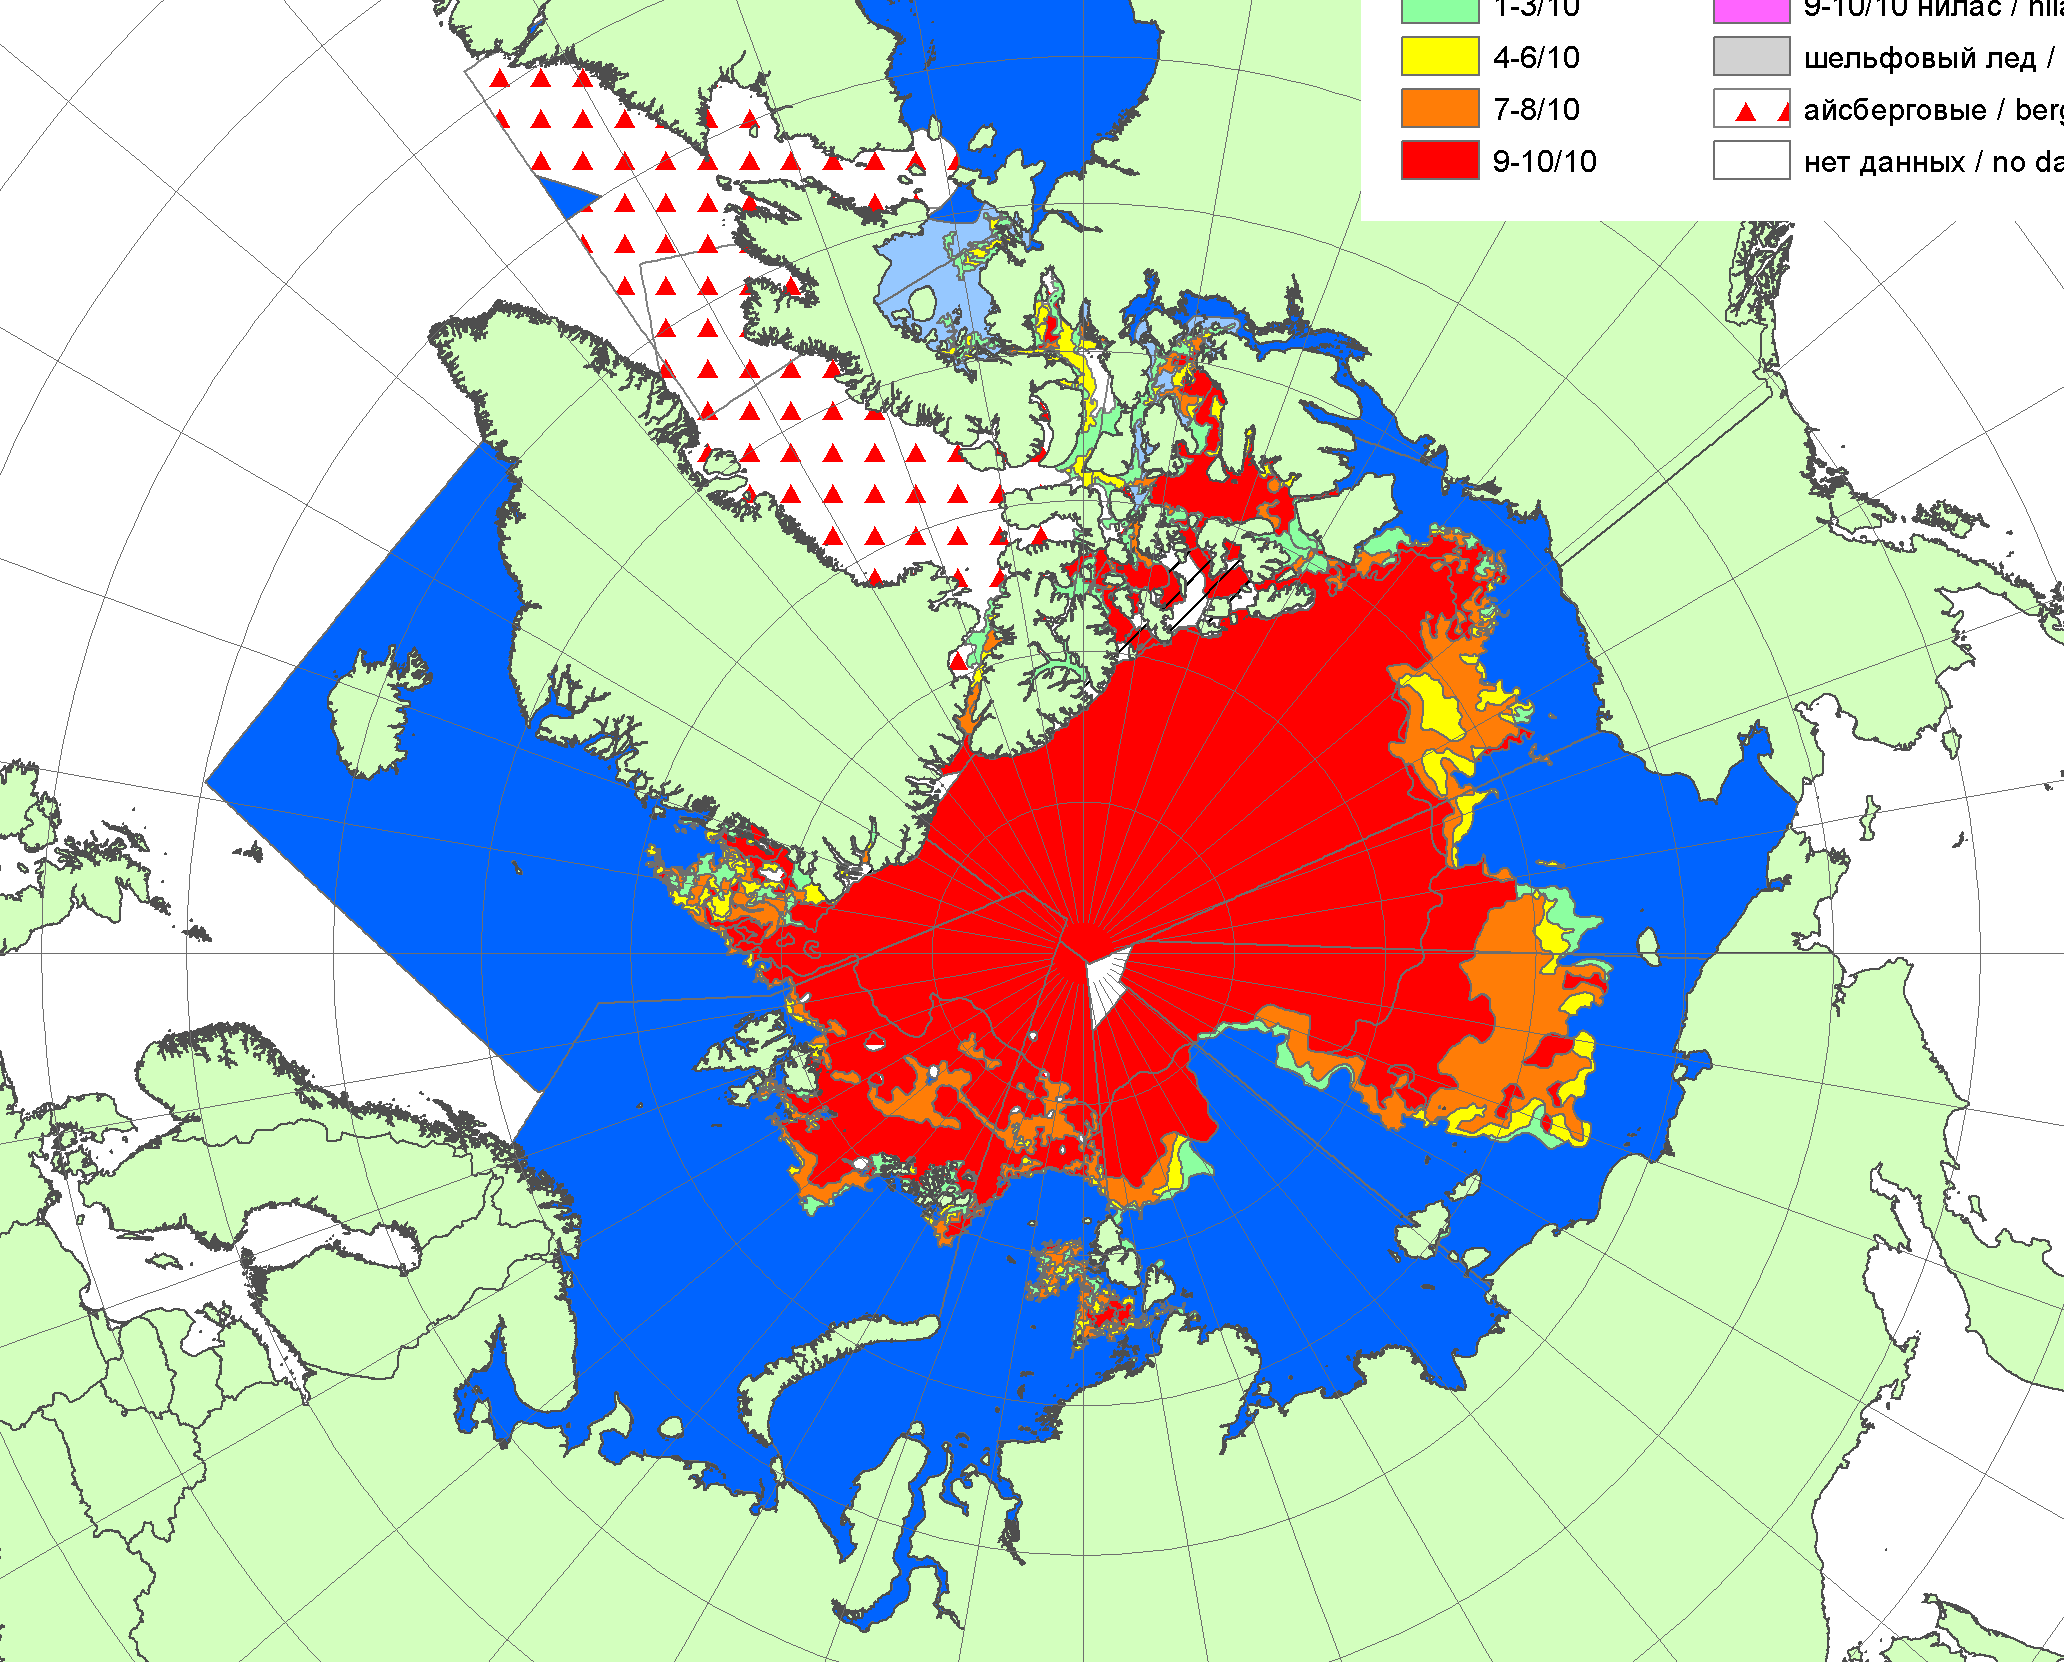 1-3/10
9-10/10 нилас / nila
4-6/10
шельфовый лед /
7-8/10
айсберговые / berg
9-10/10
нет данных / no da